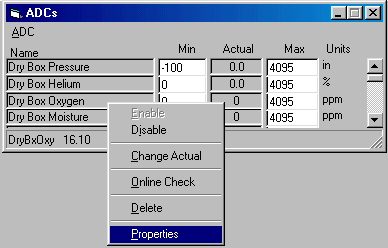 ADCs
ADC
Name Min Actual Max Units
Dry Box Pressure -100 0.0 4095 in
Dry Box Helium 0 0.0 4095 %
Dry Box Oxygen 0 0 4095 ppm
Dry Box Moisture 0 4095 ppm
DryBxOxy 16.10
Enable
Disable
Change Actual
Online Check
Delete
Properties